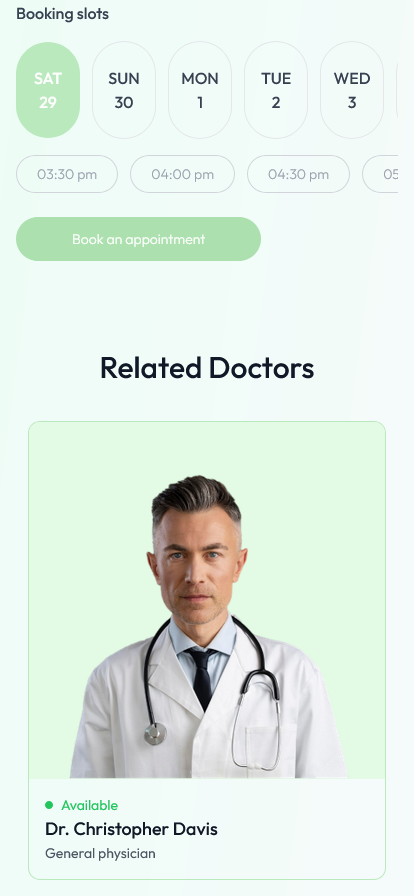 Booking slots
SAT SUN MON TUE WED
29 30 1 2 3
03:30 pm 04:00 pm 04:30 pm 05
Book an appointment
Related Doctors
Available
Dr. Christopher Davis
General physician